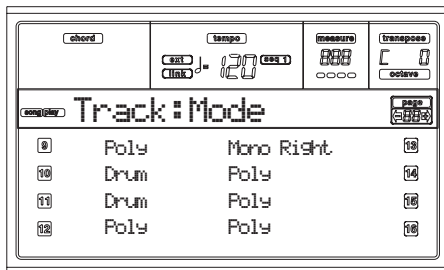 chord tempo measure transpose
ext link ♩= 120 seq 1 888 C 0
octave
song|play Track:Mode page 88
9 Poly Mono Right 13
10 Drum Poly 14
11 Drum Poly 15
12 Poly Poly 16